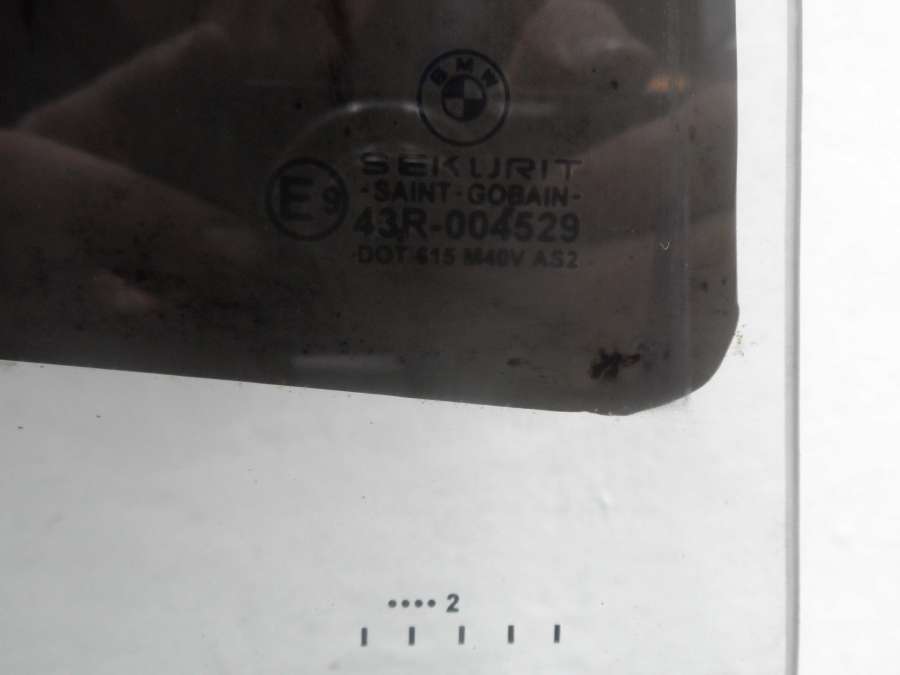 BMW
SEKURIT
-SAINT-GOBAIN-
E9
43R-004529
DOT 615 M40V AS2
•••• 2